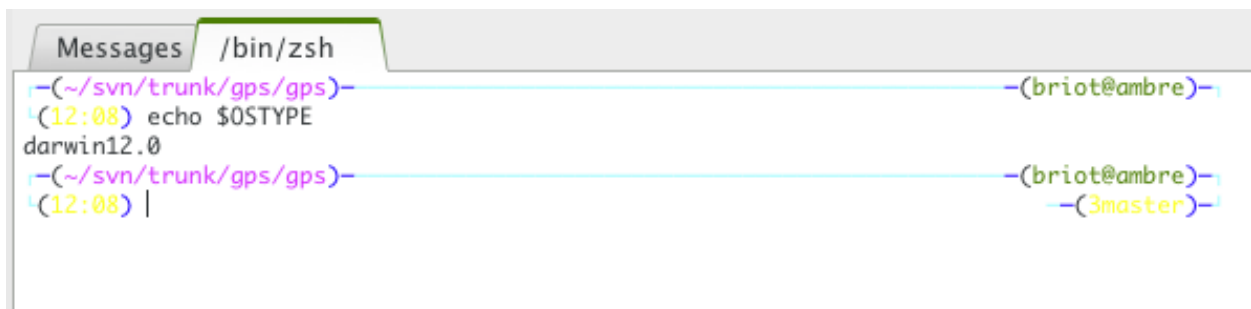 Messages /bin/zsh
-(~/svn/trunk/gps/gps)- -(briot@ambre)-
(12:08) echo $OSTYPE
darwin12.0
-(~/svn/trunk/gps/gps)- -(briot@ambre)-
(12:08) -(3master)-